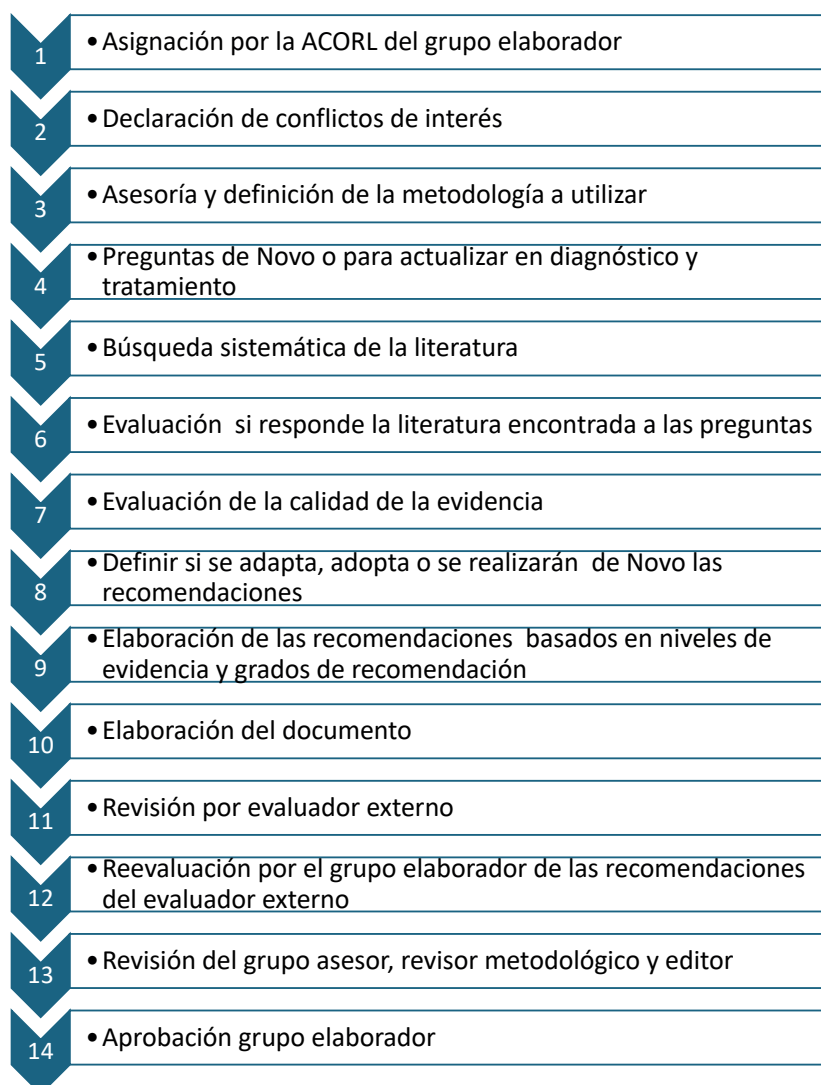 1
• Asignación por la ACORL del grupo elaborador
2
• Declaración de conflictos de interés
3
• Asesoría y definición de la metodología a utilizar
4
• Preguntas de Novo o para actualizar en diagnóstico y
tratamiento
5
• Búsqueda sistemática de la literatura
6
• Evaluación  si responde la literatura encontrada a las preguntas
7
• Evaluación de la calidad de la evidencia
8
• Definir si se adapta, adopta o se realizarán  de Novo las
recomendaciones
9
• Elaboración de las recomendaciones  basados en niveles de
evidencia y grados de recomendación
10
• Elaboración del documento
11
• Revisión por evaluador externo
12
• Reevaluación por el grupo elaborador de las recomendaciones
del evaluador externo
13
• Revisión del grupo asesor, revisor metodológico y editor
14
• Aprobación grupo elaborador